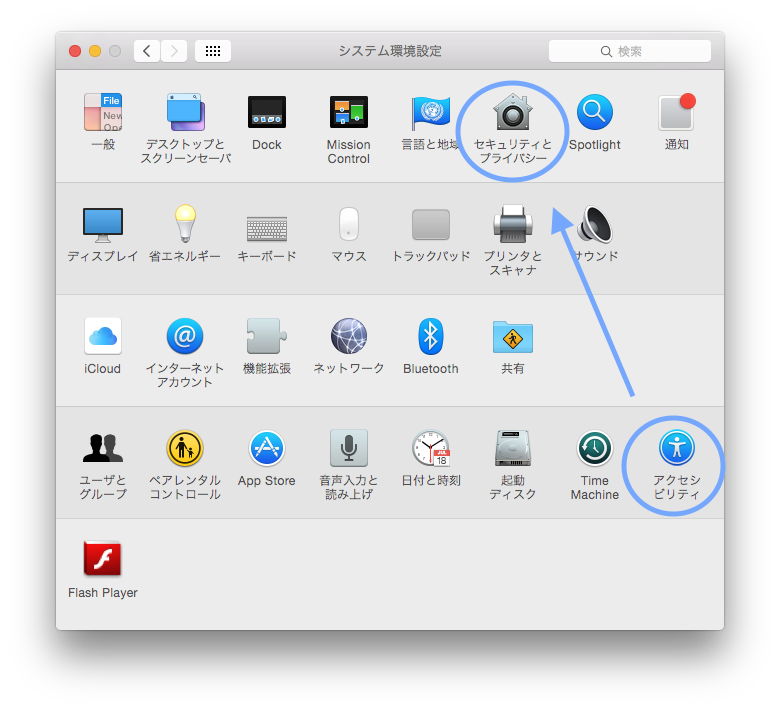 システム環境設定
検索
File
New
Ope
一般
デスクトップと
スクリーンセーバ
Dock
Mission
Control
言語と地域
セキュリティと
プライバシー
Spotlight
通知
ディスプレイ
省エネルギー
キーボード
マウス
トラックパッド
プリンタと
スキャナ
サウンド
iCloud
インターネット
アカウント
機能拡張
ネットワーク
Bluetooth
共有
ユーザと
グループ
ペアレンタル
コントロール
App Store
音声入力と
読み上げ
JUL
18
日付と時刻
起動
ディスク
Time
Machine
アクセシ
ビリティ
Flash Player